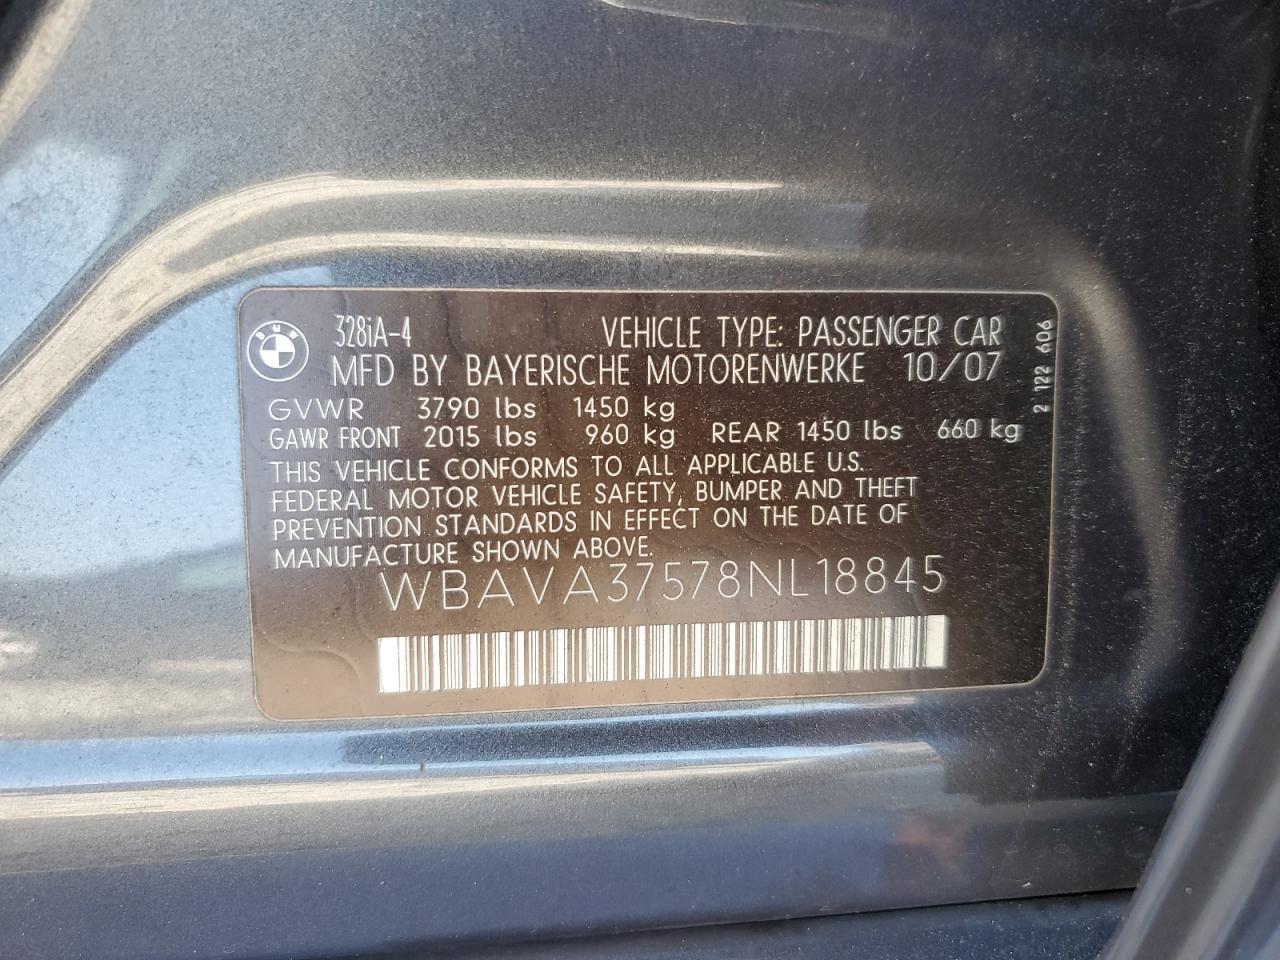 BMW
328iA-4 VEHICLE TYPE: PASSENGER CAR
MFD BY BAYERISCHE MOTORENWERKE 10/07
GVWR 3790 lbs 1450 kg
GAWR FRONT 2015 lbs 960 kg REAR 1450 lbs 660 kg
THIS VEHICLE CONFORMS TO ALL APPLICABLE U.S.
FEDERAL MOTOR VEHICLE SAFETY, BUMPER AND THEFT
PREVENTION STANDARDS IN EFFECT ON THE DATE OF
MANUFACTURE SHOWN ABOVE.
WBAVA37578NL18845
2 122 606